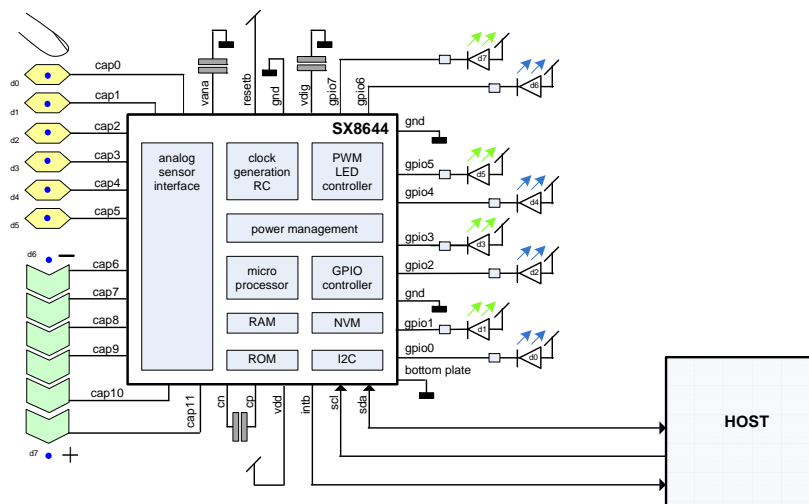 d0
cap0
d1
cap1
d2
cap2
d3
cap3
d4
cap4
d5
cap5
d6
cap6
cap7
cap8
cap9
cap10
cap11
d7
−
+
vana
resetb
gnd
vdig
gpio7
gpio6
d7
d6
SX8644
analog
sensor
interface
clock
generation
RC
PWM
LED
controller
power management
micro
processor
GPIO
controller
RAM
NVM
ROM
I2C
gnd
gpio5
d5
gpio4
d4
gpio3
d3
gpio2
d2
gnd
gpio1
d1
gpio0
d0
bottom plate
cn
cp
vdd
intb
scl
sda
HOST